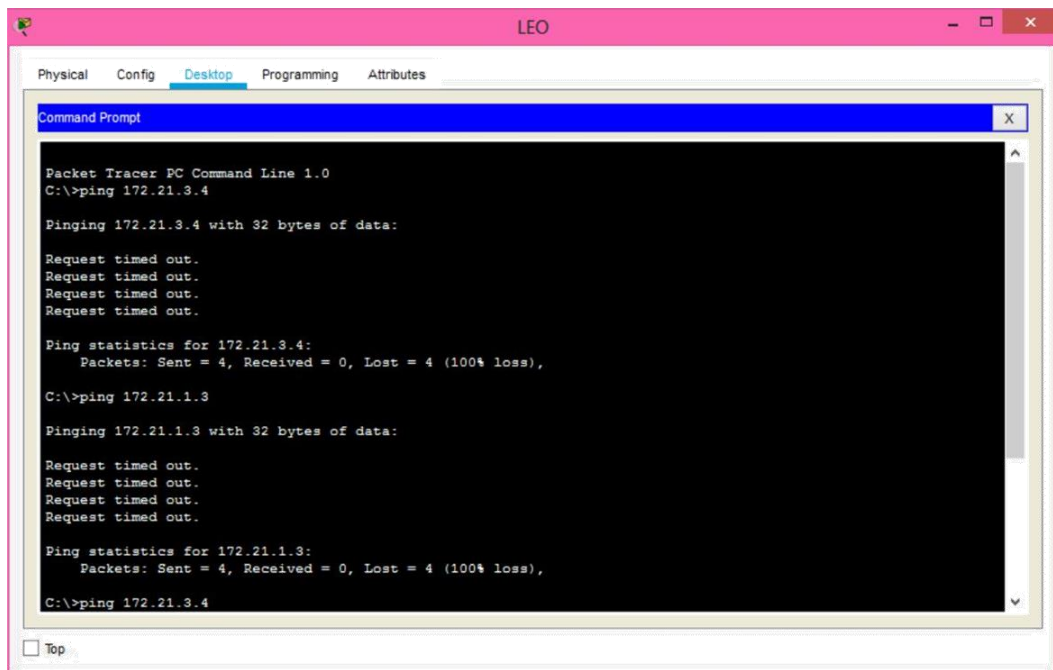 LEO
Physical Config Desktop Programming Attributes
Command Prompt
X
Packet Tracer PC Command Line 1.0
C:\>ping 172.21.3.4
Pinging 172.21.3.4 with 32 bytes of data:
Request timed out.
Request timed out.
Request timed out.
Request timed out.
Ping statistics for 172.21.3.4:
Packets: Sent = 4, Received = 0, Lost = 4 (100% loss),
C:\>ping 172.21.1.3
Pinging 172.21.1.3 with 32 bytes of data:
Request timed out.
Request timed out.
Request timed out.
Request timed out.
Ping statistics for 172.21.1.3:
Packets: Sent = 4, Received = 0, Lost = 4 (100% loss),
C:\>ping 172.21.3.4
Top